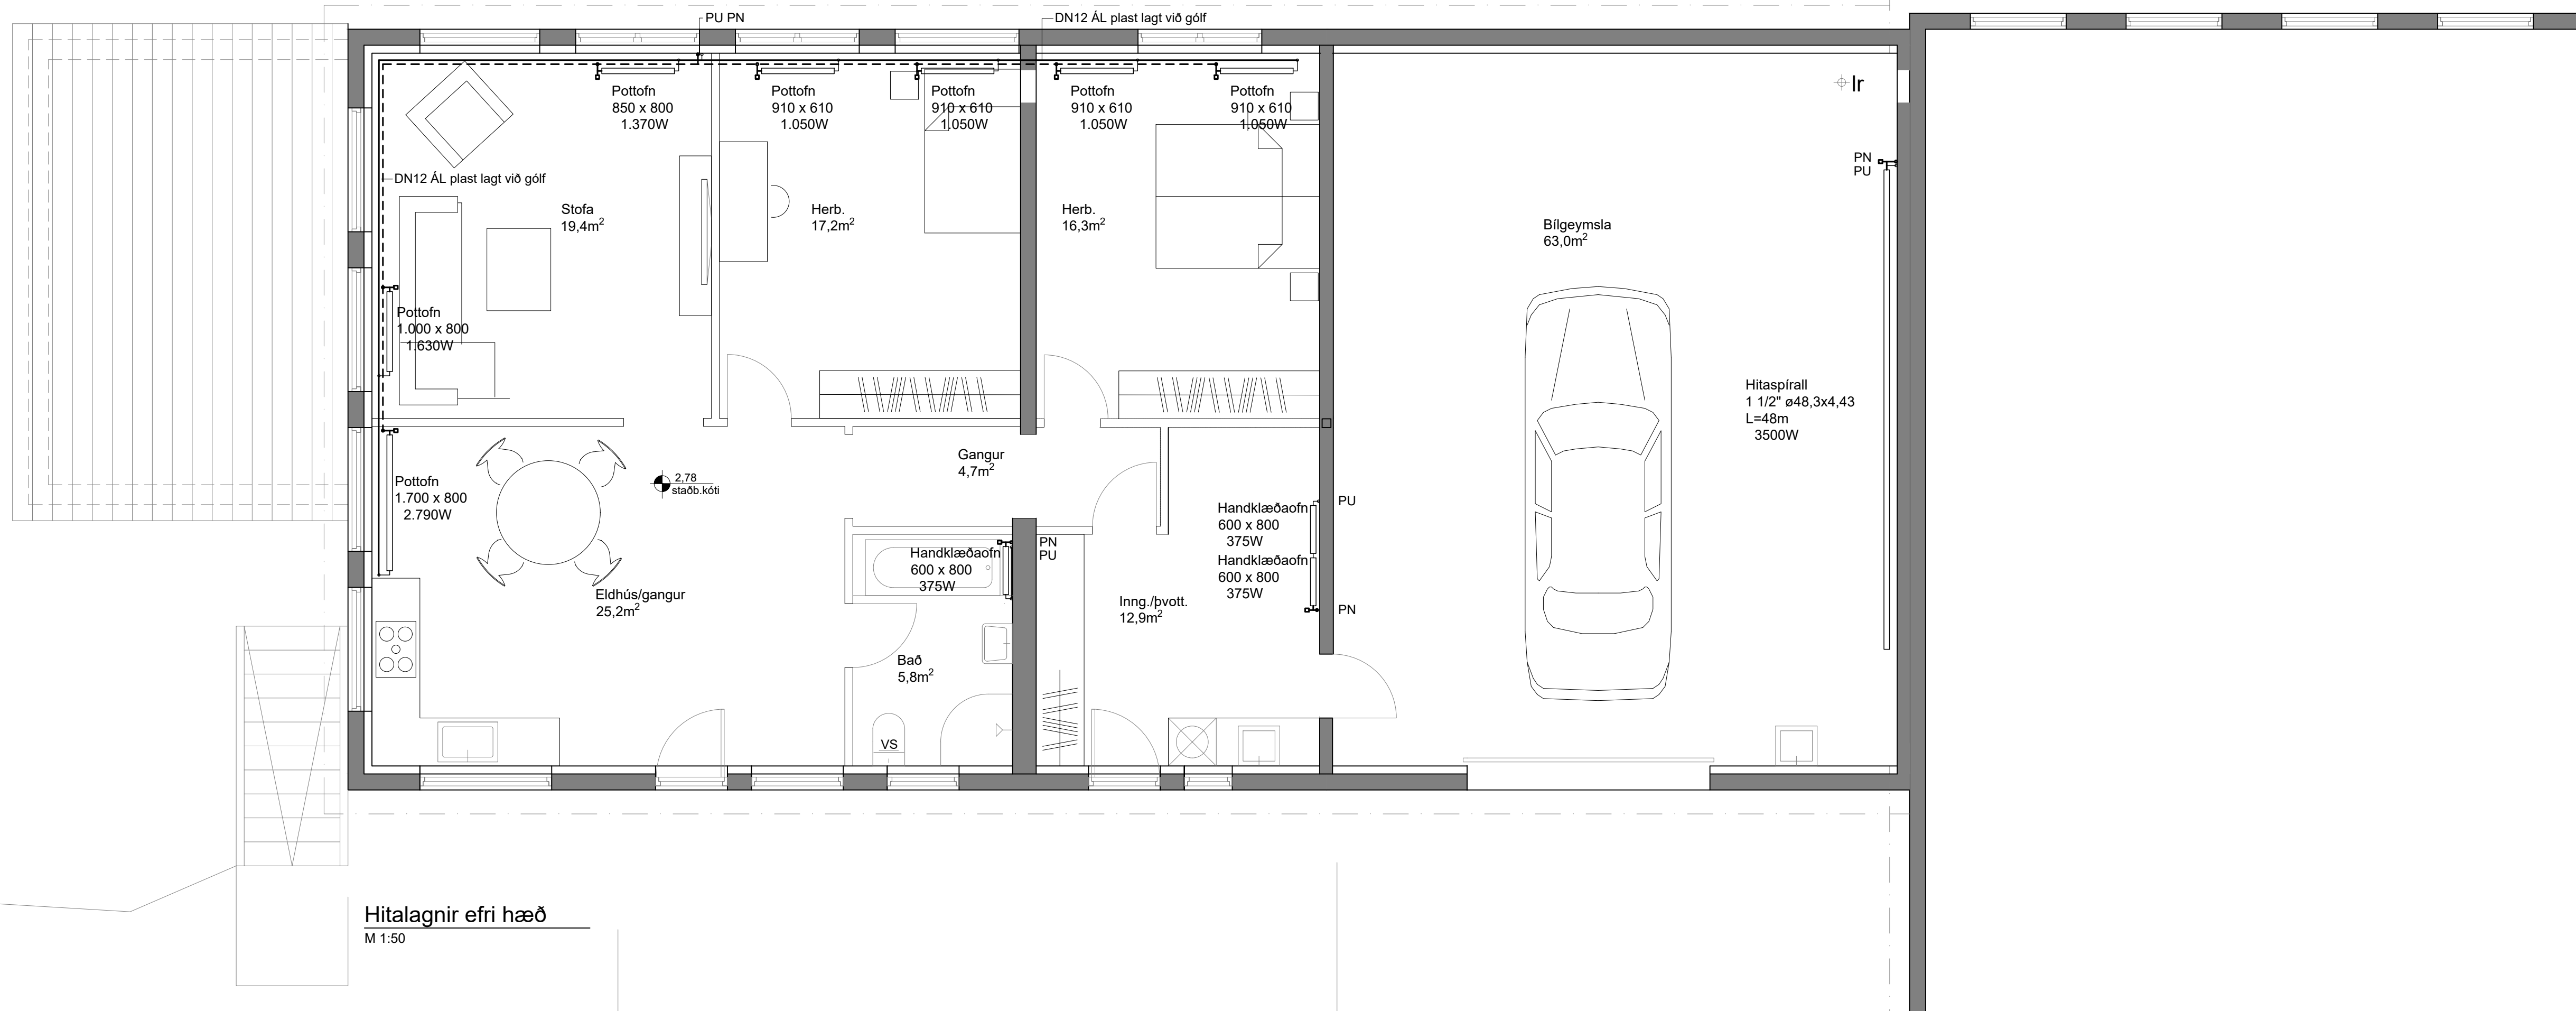 PU PN
DN12 ÁL plast lagt við gólf
Pottofn
850 x 800
1.370W
Pottofn
910 x 610
1.050W
Pottofn
910 x 610
1.050W
Pottofn
910 x 610
1.050W
Pottofn
910 x 610
1.050W
Ir
DN12 ÁL plast lagt við gólf
PN
PU
Stofa
19,4m²
Herb.
17,2m²
Herb.
16,3m²
Bílgeymsla
63,0m²
Pottofn
1.000 x 800
1.630W
Hitaspírall
1 1/2" ø48,3x4,43
L=48m
3500W
Pottofn
1.700 x 800
2.790W
2,78
staðb.kóti
Gangur
4,7m²
Handklæðaofn
600 x 800
375W
PU
Handklæðaofn
600 x 800
375W
PN
Handklæðaofn
600 x 800
375W
PN
PU
Eldhús/gangur
25,2m²
Inng./þvott.
12,9m²
Bað
5,8m²
VS
Hitalagnir efri hæð
M 1:50